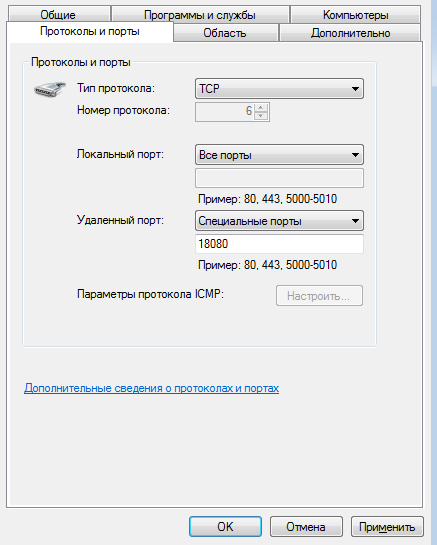 Общие
Программы и службы
Компьютеры
Протоколы и порты
Область
Дополнительно
Протоколы и порты
Тип протокола:
TCP
Номер протокола:
6
Локальный порт:
Все порты
Пример: 80, 443, 5000-5010
Удаленный порт:
Специальные порты
18080
Пример: 80, 443, 5000-5010
Параметры протокола ICMP:
Настроить...
Дополнительные сведения о протоколах и портах
OK
Отмена
Применить